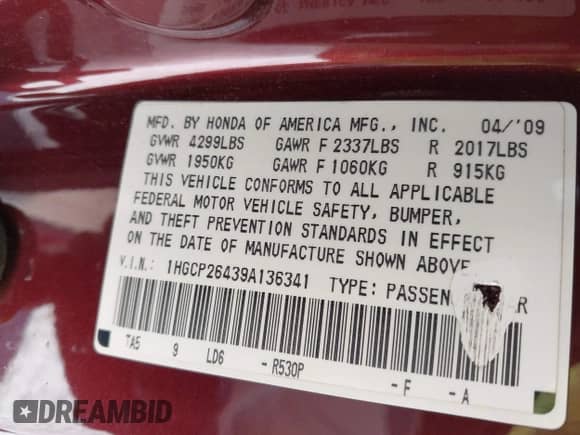 MFD. BY HONDA OF AMERICA MFG., INC. 04/'09
GVWR 4299LBS GAWR F 2337LBS R 2017LBS
GVWR 1950KG GAWR F 1060KG R 915KG
THIS VEHICLE CONFORMS TO ALL APPLICABLE
FEDERAL MOTOR VEHICLE SAFETY, BUMPER,
AND THEFT PREVENTION STANDARDS IN EFFECT
ON THE DATE OF MANUFACTURE SHOWN ABOVE.
V.I.N.: 1HGCP26439A136341 TYPE: PASSEN R
TA5 9 LD6 - R530P - F - A
DREAMBID